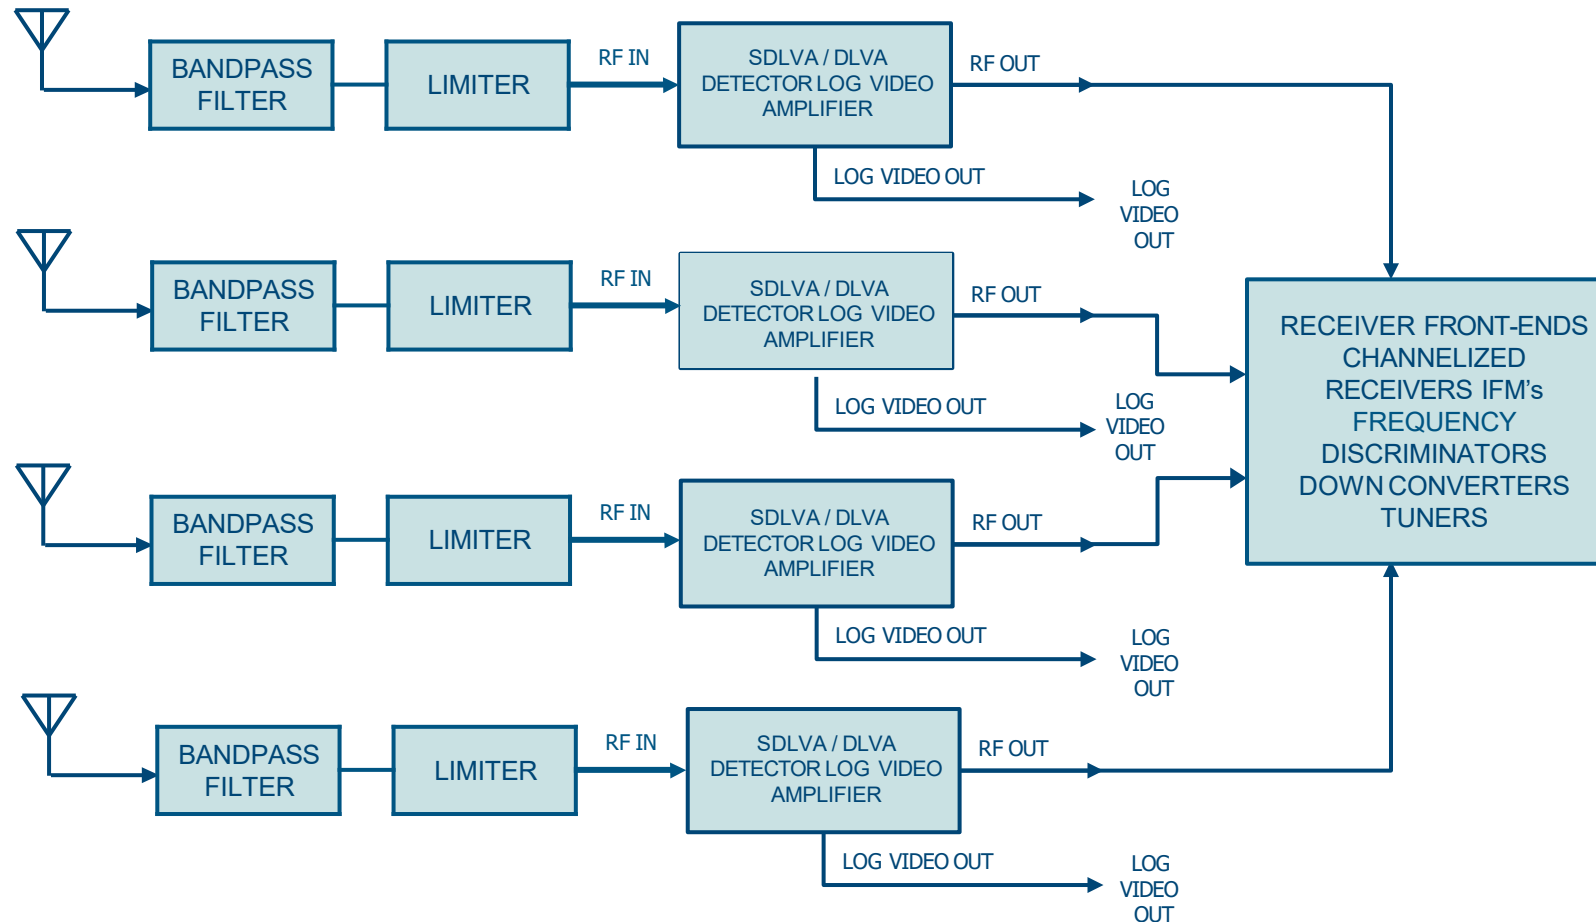 BANDPASS
FILTER
LIMITER
RF IN
SDLVA / DLVA
DETECTOR LOG VIDEO
AMPLIFIER
RF OUT
LOG VIDEO OUT
LOG
VIDEO
OUT
BANDPASS
FILTER
LIMITER
RF IN
SDLVA / DLVA
DETECTOR LOG VIDEO
AMPLIFIER
RF OUT
LOG VIDEO OUT
LOG
VIDEO
OUT
RECEIVER FRONT-ENDS
CHANNELIZED
RECEIVERS IFM's
FREQUENCY
DISCRIMINATORS
DOWN CONVERTERS
TUNERS
BANDPASS
FILTER
LIMITER
RF IN
SDLVA / DLVA
DETECTOR LOG VIDEO
AMPLIFIER
RF OUT
LOG VIDEO OUT
LOG
VIDEO
OUT
BANDPASS
FILTER
LIMITER
RF IN
SDLVA / DLVA
DETECTOR LOG VIDEO
AMPLIFIER
RF OUT
LOG VIDEO OUT
LOG
VIDEO
OUT